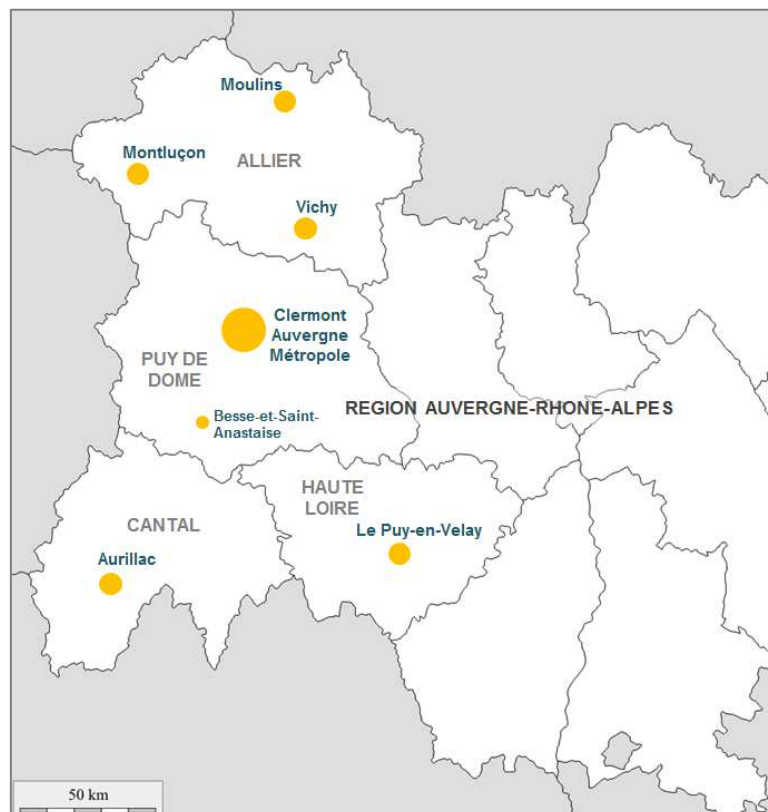 Moulins
Montluçon
ALLIER
Vichy
Clermont
Auvergne
Métropole
PUY DE
DOME
Besse-et-Saint-
Anastaise
REGION AUVERGNE-RHONE-ALPES
HAUTE
LOIRE
CANTAL
Le Puy-en-Velay
Aurillac
50 km